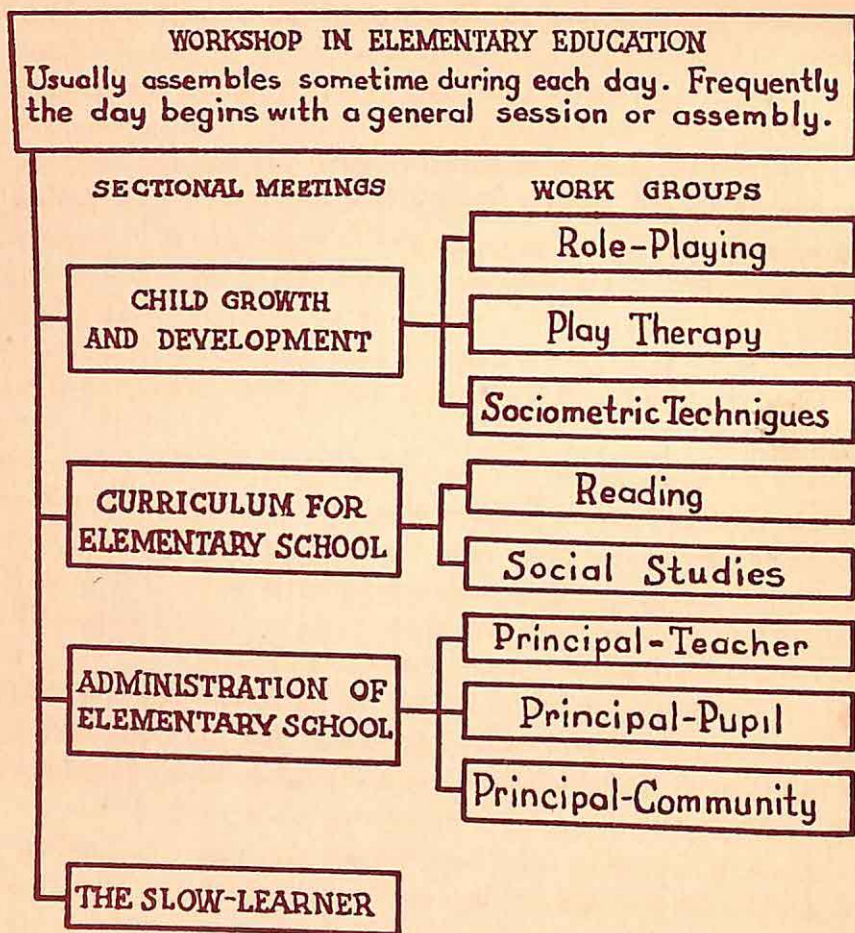 WORKSHOP IN ELEMENTARY EDUCATION
Usually assembles sometime during each day. Frequently
the day begins with a general session or assembly.
SECTIONAL MEETINGS
WORK GROUPS
CHILD GROWTH
AND DEVELOPMENT
Role-Playing
Play Therapy
Sociometric Technigues
CURRICULUM FOR
ELEMENTARY SCHOOL
Reading
Social Studies
ADMINISTRATION OF
ELEMENTARY SCHOOL
Principal-Teacher
Principal-Pupil
Principal-Community
THE SLOW-LEARNER